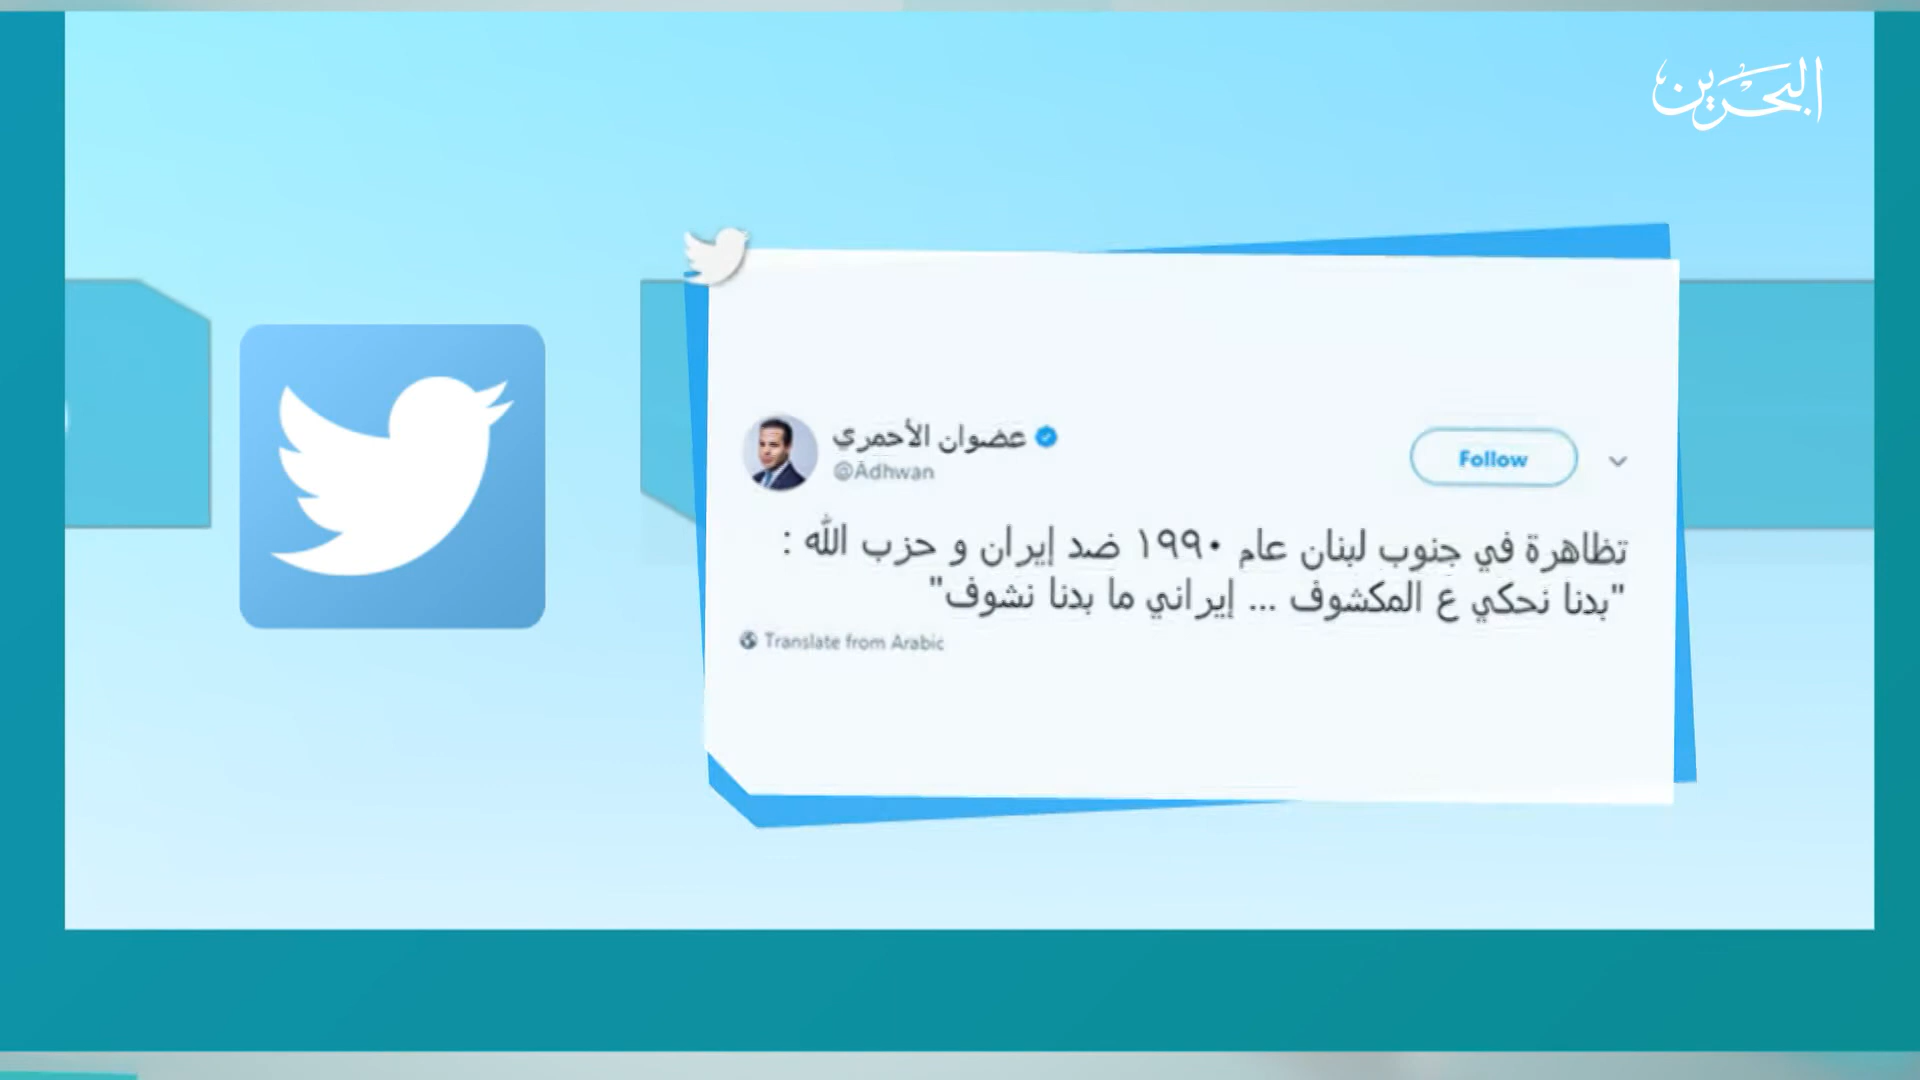 البحرين
عضوان الأحمري
@Adhwan
Follow
تظاهرة في جنوب لبنان عام ١٩٩٠ ضد إيران و حزب الله :
"بدنا نحكي ع المكشوف ... إيراني ما بدنا نشوف"
Translate from Arabic